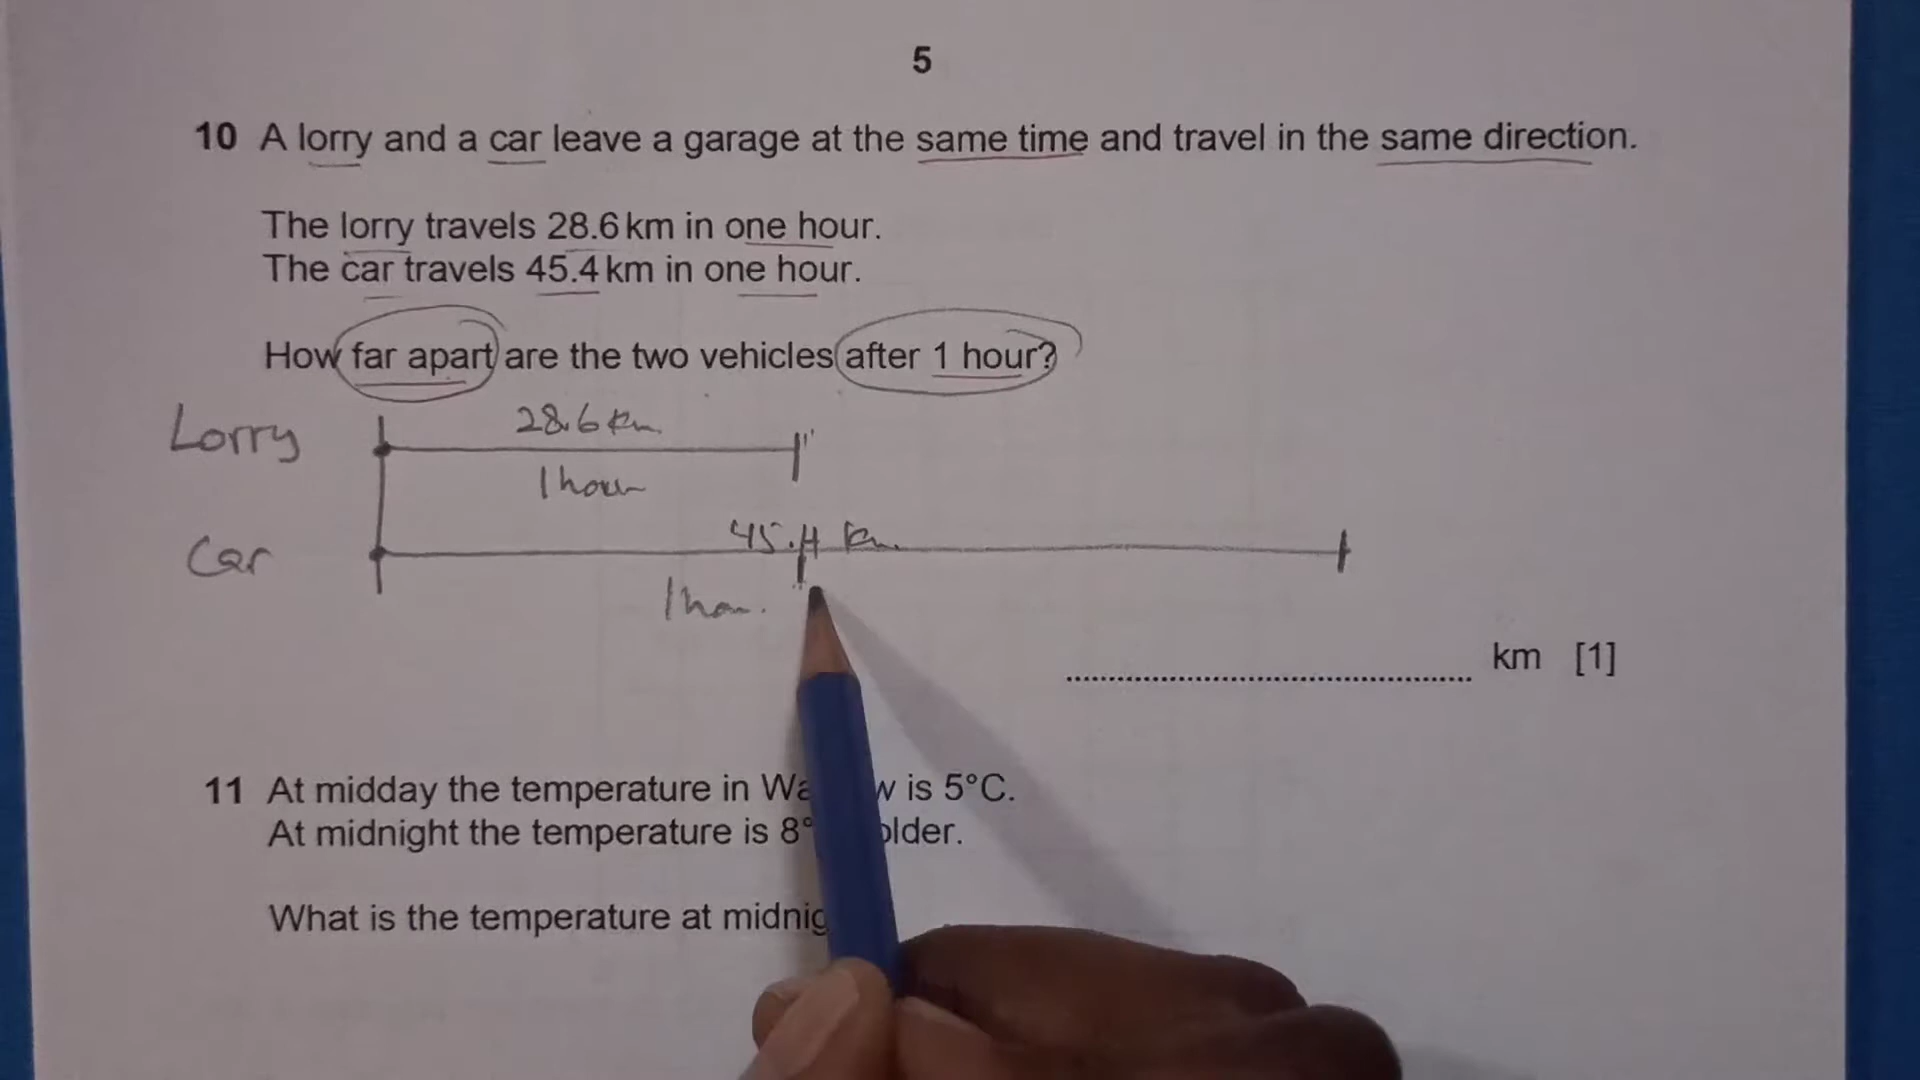 5
10 A lorry and a car leave a garage at the same time and travel in the same direction.
The lorry travels 28.6 km in one hour.
The car travels 45.4 km in one hour.
How far apart are the two vehicles after 1 hour?
Lorry
28.6 km
1 hour
45.4 km
Car
1 hour.
km [1]
11 At midday the temperature in is 5°C.
At midnight the temperature is 8°
What is the temperature at